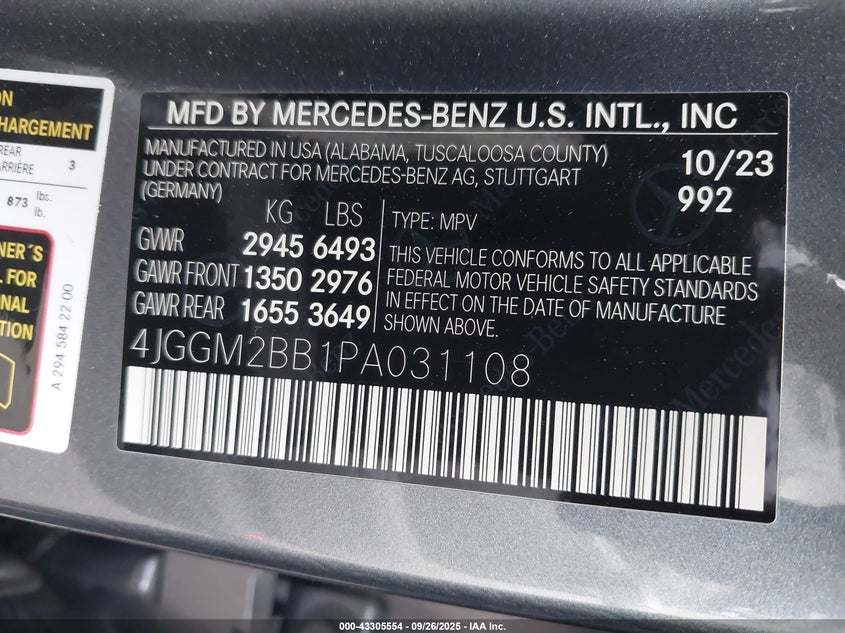 ON
CHARGEMENT
REAR
ARRIÈRE
3
873 lbs.
lb.
NER'S
L FOR
ONAL
TION
A 294 584 22 00
MFD BY MERCEDES-BENZ U.S. INTL., INC
MANUFACTURED IN USA (ALABAMA, TUSCALOOSA COUNTY)
UNDER CONTRACT FOR MERCEDES-BENZ AG, STUTTGART
(GERMANY)
10/23
992
KG LBS
GVWR 2945 6493
GAWR FRONT 1350 2976
GAWR REAR 1655 3649
TYPE: MPV
THIS VEHICLE CONFORMS TO ALL APPLICABLE
FEDERAL MOTOR VEHICLE SAFETY STANDARDS
IN EFFECT ON THE DATE OF MANUFACTURE
SHOWN ABOVE.
4JGGM2BB1PA031108
000-43305554 - 09/26/2025 - IAA Inc.